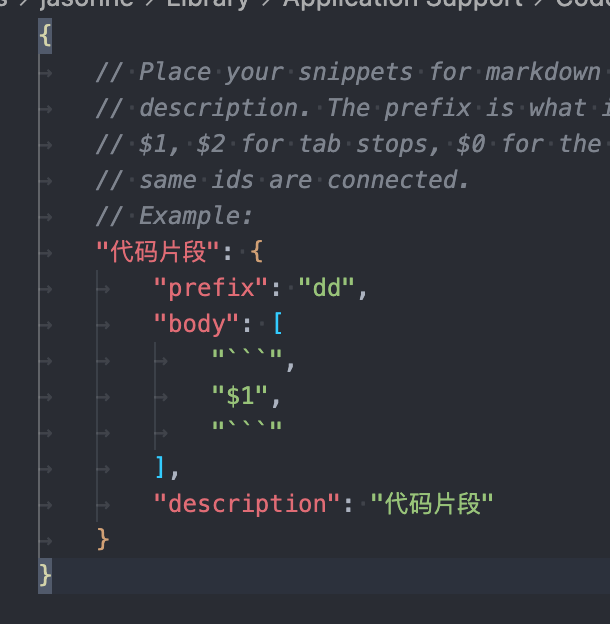 jasonne > Library > Application Support >
{
// Place your snippets for markdown
// description. The prefix is what
// $1, $2 for tab stops, $0 for the
// same ids are connected.
// Example:
"代码片段": {
"prefix": "dd",
"body": [
"```",
"$1",
"```"
],
"description": "代码片段"
}
}